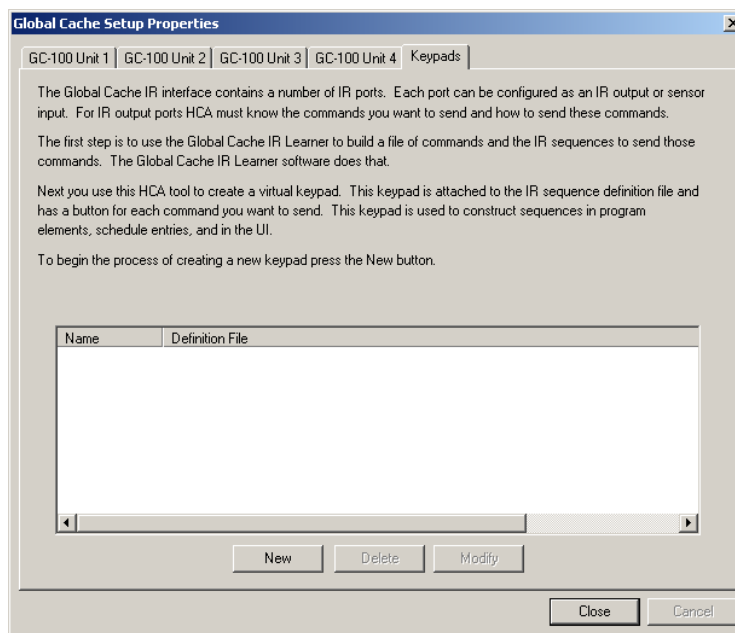 Global Cache Setup Properties
GC-100 Unit 1 GC-100 Unit 2 GC-100 Unit 3 GC-100 Unit 4 Keypads
The Global Cache IR interface contains a number of IR ports. Each port can be configured as an IR output or sensor
input. For IR output ports HCA must know the commands you want to send and how to send these commands.
The first step is to use the Global Cache IR Learner to build a file of commands and the IR sequences to send those
commands. The Global Cache IR Learner software does that.
Next you use this HCA tool to create a virtual keypad. This keypad is attached to the IR sequence definition file and
has a button for each command you want to send. This keypad is used to construct sequences in program
elements, schedule entries, and in the UI.
To begin the process of creating a new keypad press the New button.
Name Definition File
New Delete Modify
Close Cancel